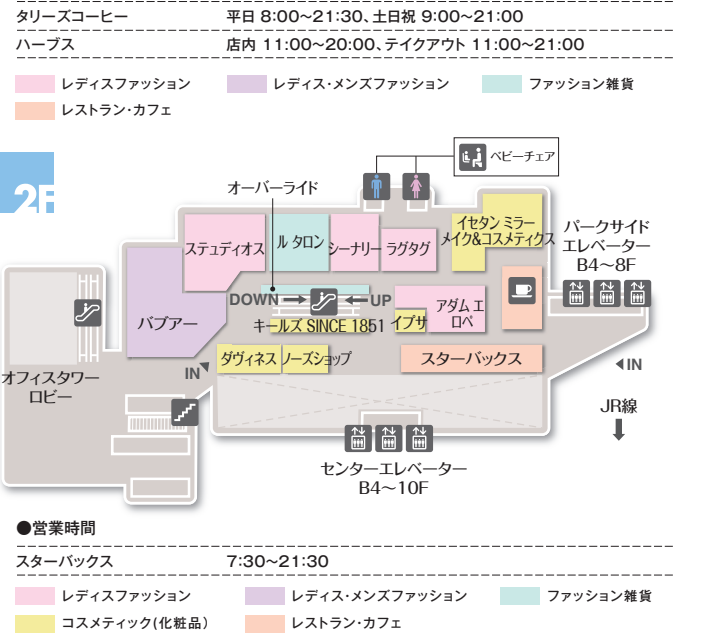 タリーズコーヒー 平日 8:00〜21:30、土日祝 9:00〜21:00
ハーブス 店内 11:00〜20:00、テイクアウト 11:00〜21:00
レディスファッション レディス・メンズファッション ファッション雑貨
レストラン・カフェ
2F
ベビーチェア
オーバーライド
ステュディオス
ル タロン
シーナリー
ラグタグ
イセタン ミラー
メイク&コスメティクス
パークサイド
エレベーター
B4〜8F
DOWN
UP
バブアー
キールズ SINCE 1851
イプサ
アダム エ
ロペ
オフィスタワー
ロビー
IN
ダヴィネス
ノーズショップ
スターバックス
IN
JR線
センターエレベーター
B4〜10F
●営業時間
スターバックス 7:30〜21:30
レディスファッション レディス・メンズファッション ファッション雑貨
コスメティック(化粧品) レストラン・カフェ